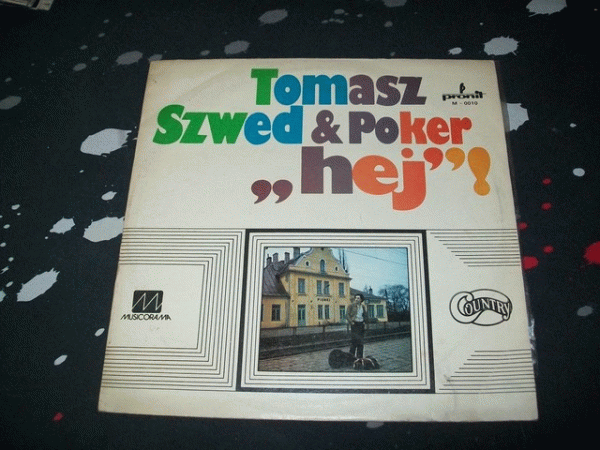 Tomasz
Szwed & Poker
„hej”!
pronit
M - 0010
MUSICORAMA
COUNTRY